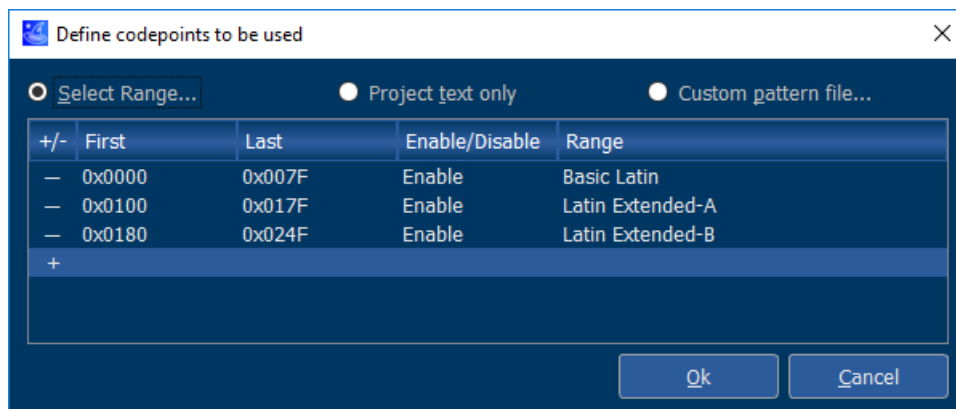 Define codepoints to be used
Select Range... Project text only Custom pattern file...
+/- First Last Enable/Disable Range
— 0x0000 0x007F Enable Basic Latin
— 0x0100 0x017F Enable Latin Extended-A
— 0x0180 0x024F Enable Latin Extended-B
+
Ok Cancel